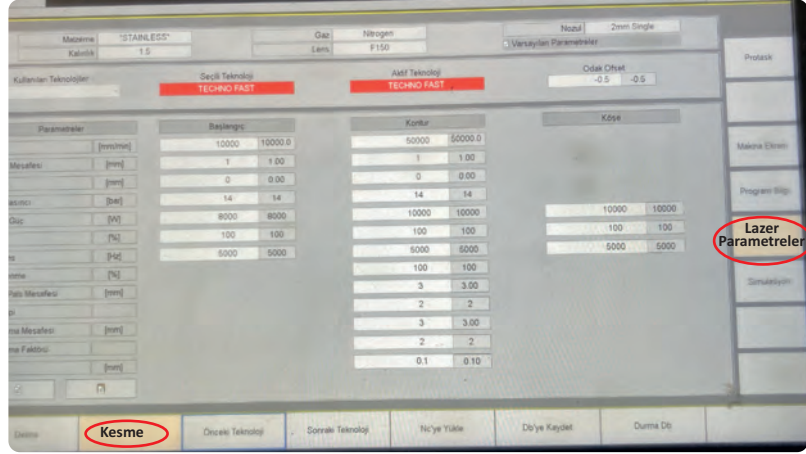 Malzeme "STAINLESS" Gaz Nitrogen Nozul 2mm Single
Kalınlık 1.5 Lens F150 Varsayılan Parametreler
Kullanılan Teknolojiler Seçili Teknoloji Aktif Teknoloji Odak Ofset
TECHNO FAST TECHNO FAST -0.5 -0.5
Parametreler Başlangıç Kontur Köşe
[mm/min] 10000 10000.0 50000 50000.0
Mesafesi [mm] 1 1.00 1 1.00
[mm] 0 0.00 0 0.00
[bar] 14 14 14 14
Güç [W] 8000 8000 10000 10000 10000 10000
[%] 100 100 100 100 100 100
[Hz] 5000 5000 5000 5000 5000 5000
[%] 100 100
Mesafesi [mm] 3 3.00
2 2
Mesafesi [mm] 3 3.00
Faktörü 2 2
[mm] 0.1 0.10
Protask
Makina Ekranı
Program Bilgi
Lazer
Parametreler
Simulasyon
Delme Kesme Önceki Teknoloji Sonraki Teknoloji Nc'ye Yükle Db'ye Kaydet Durma Db